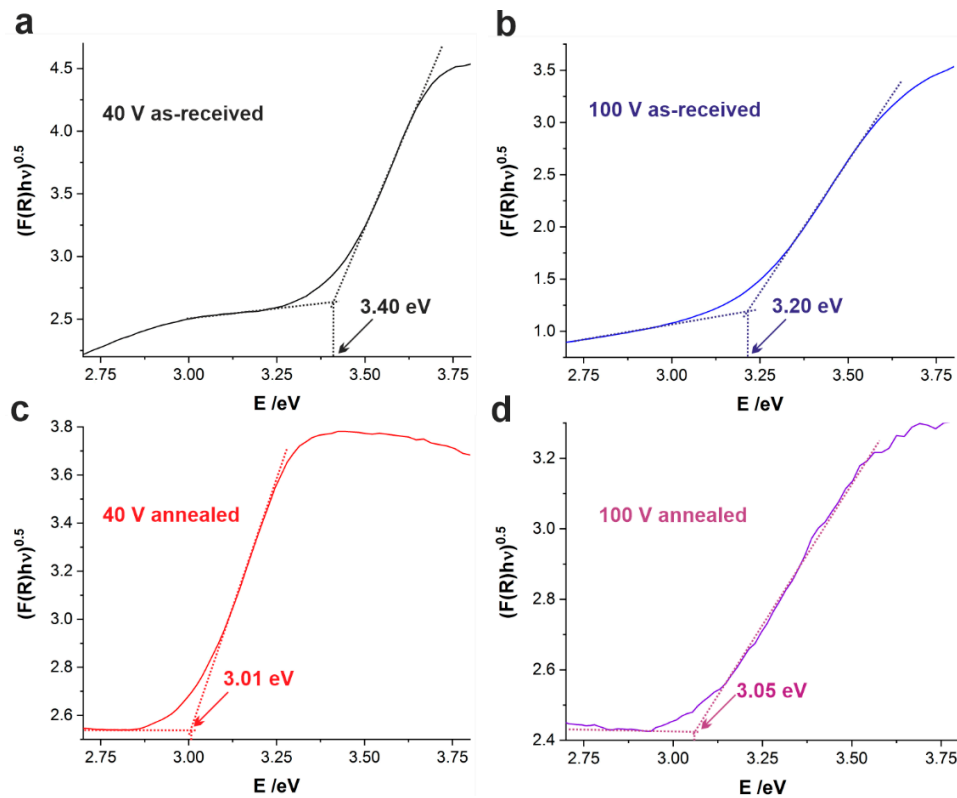 a
4.5
4.0
3.5
3.0
2.5
(F(R)hν)^0.5
40 V as-received
3.40 eV
2.75 3.00 3.25 3.50 3.75
E /eV
b
3.5
3.0
2.5
2.0
1.5
1.0
(F(R)hν)^0.5
100 V as-received
3.20 eV
2.75 3.00 3.25 3.50 3.75
E /eV
c
3.8
3.6
3.4
3.2
3.0
2.8
2.6
(F(R)hν)^0.5
40 V annealed
3.01 eV
2.75 3.00 3.25 3.50 3.75
E /eV
d
3.2
3.0
2.8
2.6
2.4
(F(R)hν)^0.5
100 V annealed
3.05 eV
2.75 3.00 3.25 3.50 3.75
E /eV